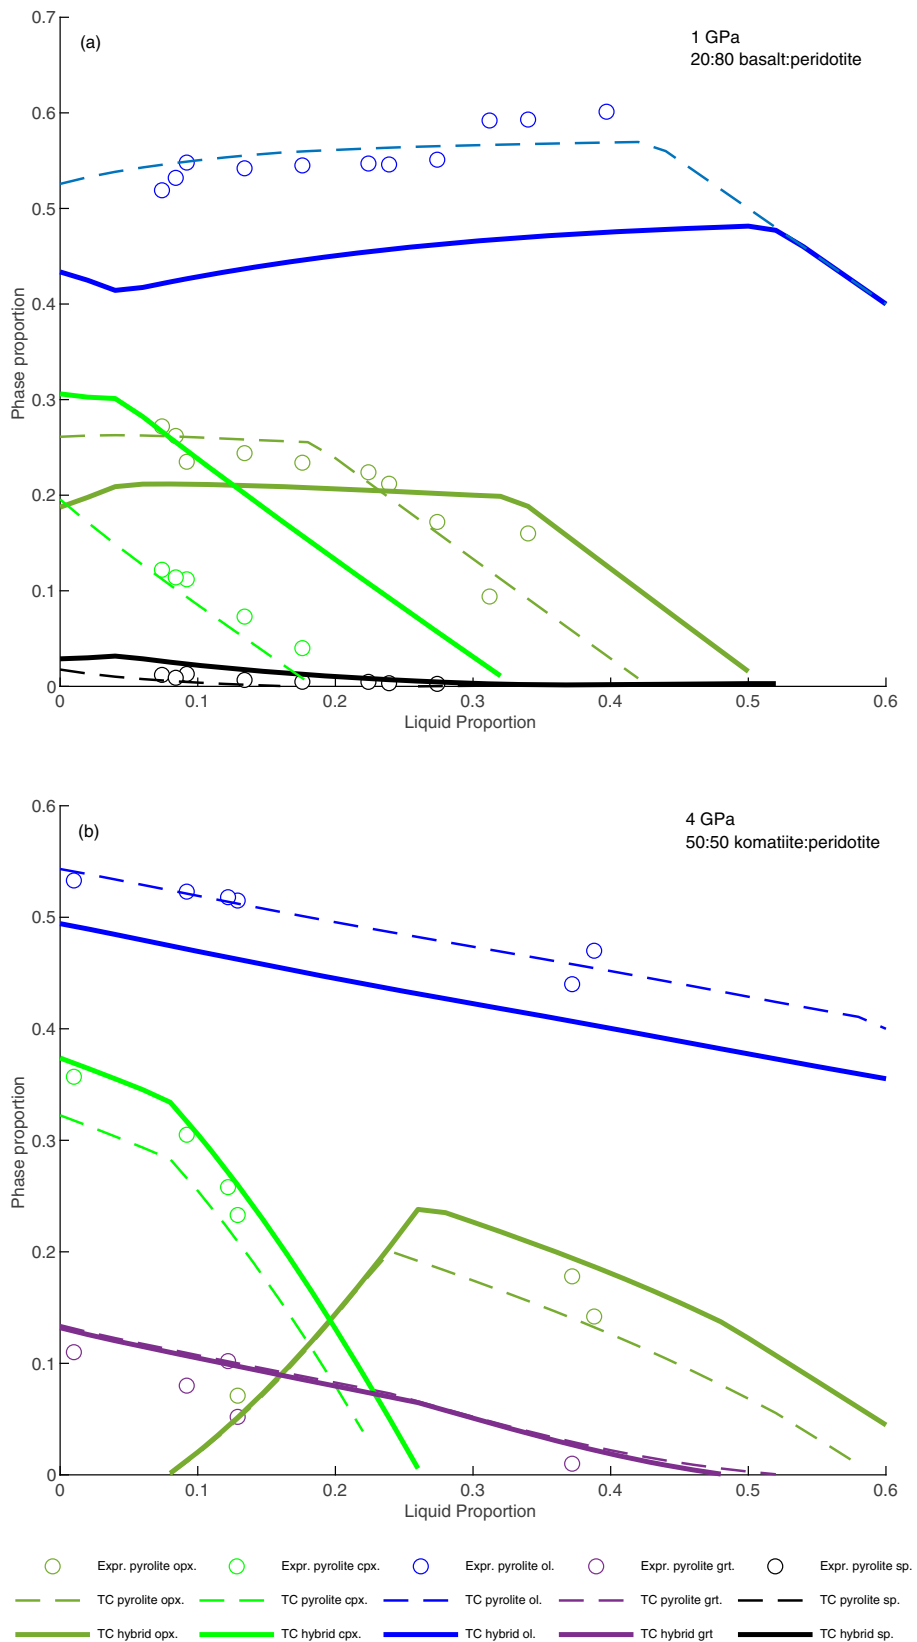 0.7
(a)
1 GPa
20:80 basalt:peridotite
0.6
0.5
0.4
0.3
0.2
0.1
0
Phase proportion
0 0.1 0.2 0.3 0.4 0.5 0.6
Liquid Proportion
0.6
(b)
4 GPa
50:50 komatiite:peridotite
0.5
0.4
0.3
0.2
0.1
0
Phase proportion
0 0.1 0.2 0.3 0.4 0.5 0.6
Liquid Proportion
Expr. pyrolite opx. Expr. pyrolite cpx. Expr. pyrolite ol. Expr. pyrolite grt. Expr. pyrolite sp.
TC pyrolite opx. TC pyrolite cpx. TC pyrolite ol. TC pyrolite grt. TC pyrolite sp.
TC hybrid opx. TC hybrid cpx. TC hybrid ol. TC hybrid grt TC hybrid sp.